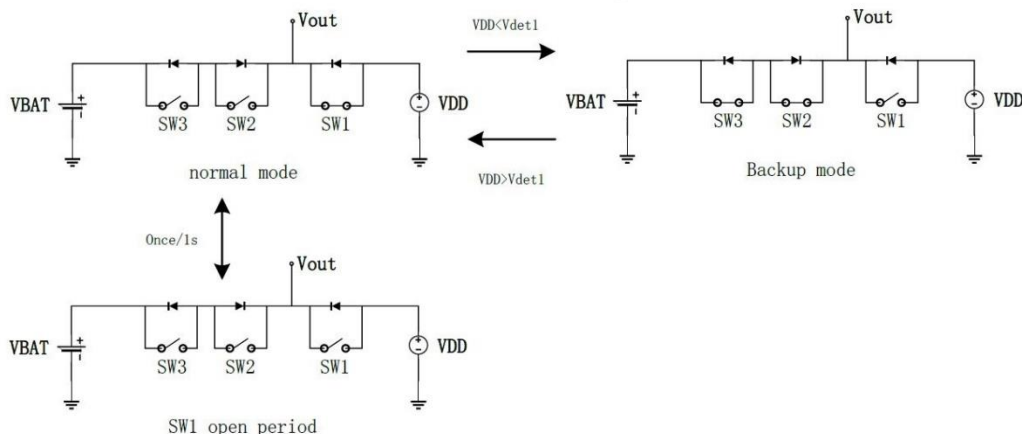 Vout
VBAT
+
-
SW3
SW2
SW1
+
-
VDD
normal mode
VDD<Vdet1
VDD>Vdet1
Vout
VBAT
+
-
SW3
SW2
SW1
+
-
VDD
Backup mode
Once/1s
Vout
VBAT
+
-
SW3
SW2
SW1
+
-
VDD
SW1 open period